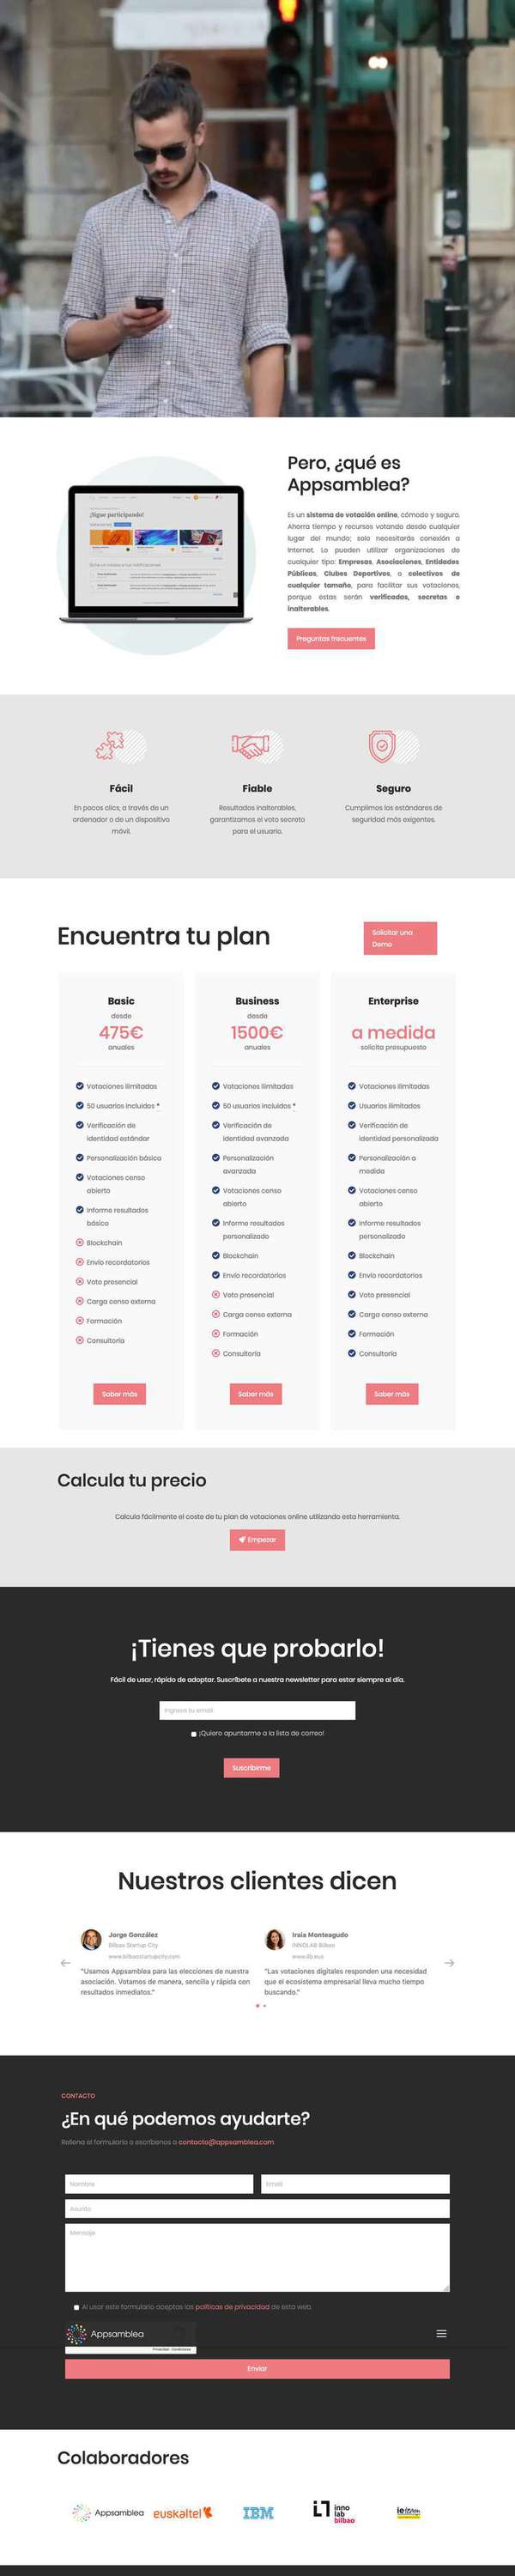 Pero, ¿qué es
Appsamblea?
¡Sigue participando!
Es un sistema de votación online, cómodo y seguro.
Ahorra tiempo y recursos votando desde cualquier
lugar del mundo; solo necesitarás conexión a
internet. Lo pueden utilizar organizaciones de
cualquier tipo: Empresas, Asociaciones, Entidades
Públicas, Clubes Deportivos, o colectivos de
cualquier tamaño, para facilitar sus votaciones,
porque estas serán verificadas, secretas e
inalterables.
Preguntas frecuentes
Fácil
En pocos clics, a través de un
ordenador o de un dispositivo
móvil.
Fiable
Resultados inalterables,
garantizamos el voto secreto
para el usuario.
Seguro
Cumplimos los estándares de
seguridad más exigentes.
Encuentra tu plan
Solicitar una
Demo
Basic
desde
475€
anuales
Votaciones ilimitadas
50 usuarios incluidos *
Verificación de
identidad estándar
Personalización básica
Votaciones censo
abierto
Informe resultados
básico
Blockchain
Envío recordatorios
Voto presencial
Carga censo externa
Formación
Consultoría
Saber más
Business
desde
1500€
anuales
Votaciones ilimitadas
50 usuarios incluidos *
Verificación de
identidad avanzada
Personalización
avanzada
Votaciones censo
abierto
Informe resultados
personalizado
Blockchain
Envío recordatorios
Voto presencial
Carga censo externa
Formación
Consultoría
Saber más
Enterprise
a medida
solicita presupuesto
Votaciones ilimitadas
Usuarios ilimitados
Verificación de
identidad personalizada
Personalización a
medida
Votaciones censo
abierto
Informe resultados
personalizado
Blockchain
Envío recordatorios
Voto presencial
Carga censo externa
Formación
Consultoría
Saber más
Calcula tu precio
Calcula fácilmente el coste de tu plan de votaciones online utilizando esta herramienta.
Empezar
¡Tienes que probarlo!
Fácil de usar, rápido de adoptar. Suscríbete a nuestra newsletter para estar siempre al día.
Ingresa tu email
¡Quiero apuntarme a la lista de correo!
Suscribirme
Nuestros clientes dicen
Jorge González
Bilbao Startup City
www.bilbaostartupcity.com
"Usamos Appsamblea para las elecciones de nuestra
asociación. Votamos de manera, sencilla y rápida con
resultados inmediatos."
Iraia Monteagudo
INNOLAB Bilbao
www.ilb.eus
"Las votaciones digitales responden una necesidad
que el ecosistema empresarial lleva mucho tiempo
buscando."
CONTACTO
¿En qué podemos ayudarte?
Rellena el formulario o escríbenos a contacto@appsamblea.com
Nombre
Email
Asunto
Mensaje
Al usar este formulario aceptas las políticas de privacidad de esta web.
Appsamblea
Privacidad - Condiciones
Enviar
Colaboradores
Appsamblea
euskaltel
IBM
inno
lab
bilbao